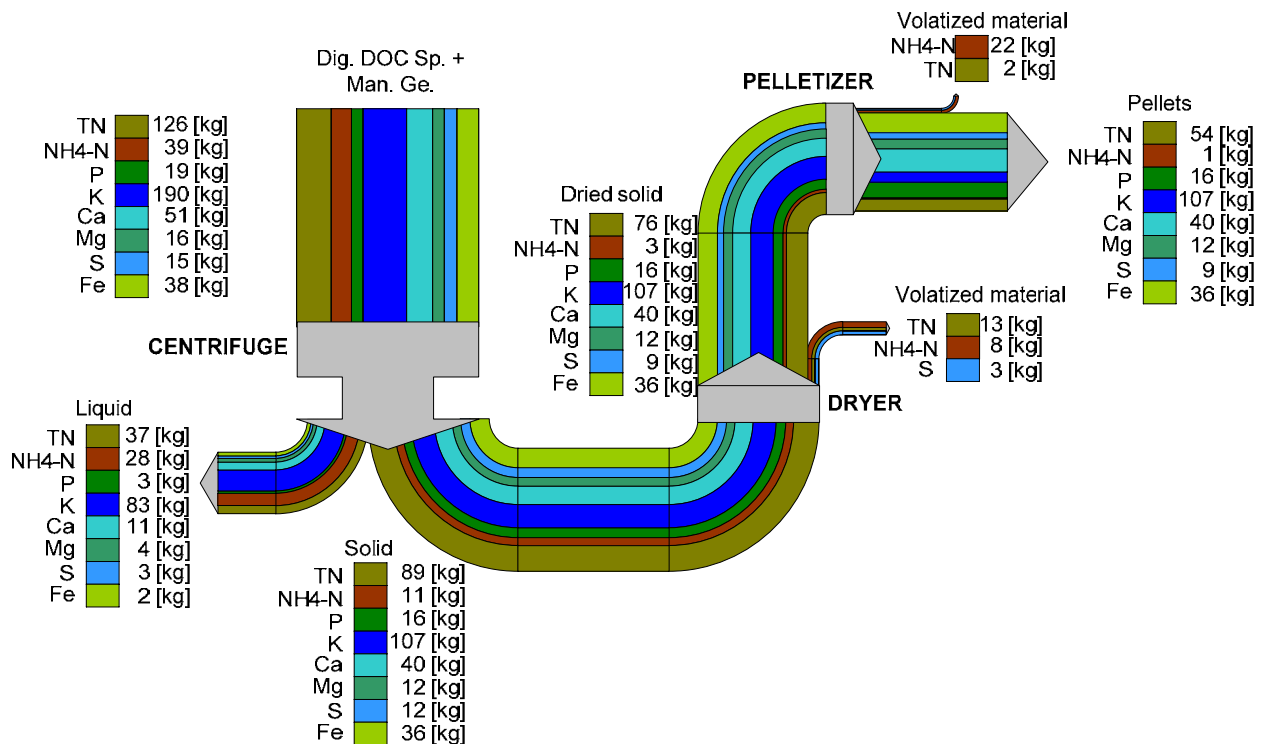 Dig. DOC Sp. +
Man. Ge.
TN 126 [kg]
NH4-N 39 [kg]
P 19 [kg]
K 190 [kg]
Ca 51 [kg]
Mg 16 [kg]
S 15 [kg]
Fe 38 [kg]
CENTRIFUGE
Liquid
TN 37 [kg]
NH4-N 28 [kg]
P 3 [kg]
K 83 [kg]
Ca 11 [kg]
Mg 4 [kg]
S 3 [kg]
Fe 2 [kg]
Solid
TN 89 [kg]
NH4-N 11 [kg]
P 16 [kg]
K 107 [kg]
Ca 40 [kg]
Mg 12 [kg]
S 12 [kg]
Fe 36 [kg]
Dried solid
TN 76 [kg]
NH4-N 3 [kg]
P 16 [kg]
K 107 [kg]
Ca 40 [kg]
Mg 12 [kg]
S 9 [kg]
Fe 36 [kg]
DRYER
Volatized material
TN 13 [kg]
NH4-N 8 [kg]
S 3 [kg]
PELLETIZER
Volatized material
NH4-N 22 [kg]
TN 2 [kg]
Pellets
TN 54 [kg]
NH4-N 1 [kg]
P 16 [kg]
K 107 [kg]
Ca 40 [kg]
Mg 12 [kg]
S 9 [kg]
Fe 36 [kg]